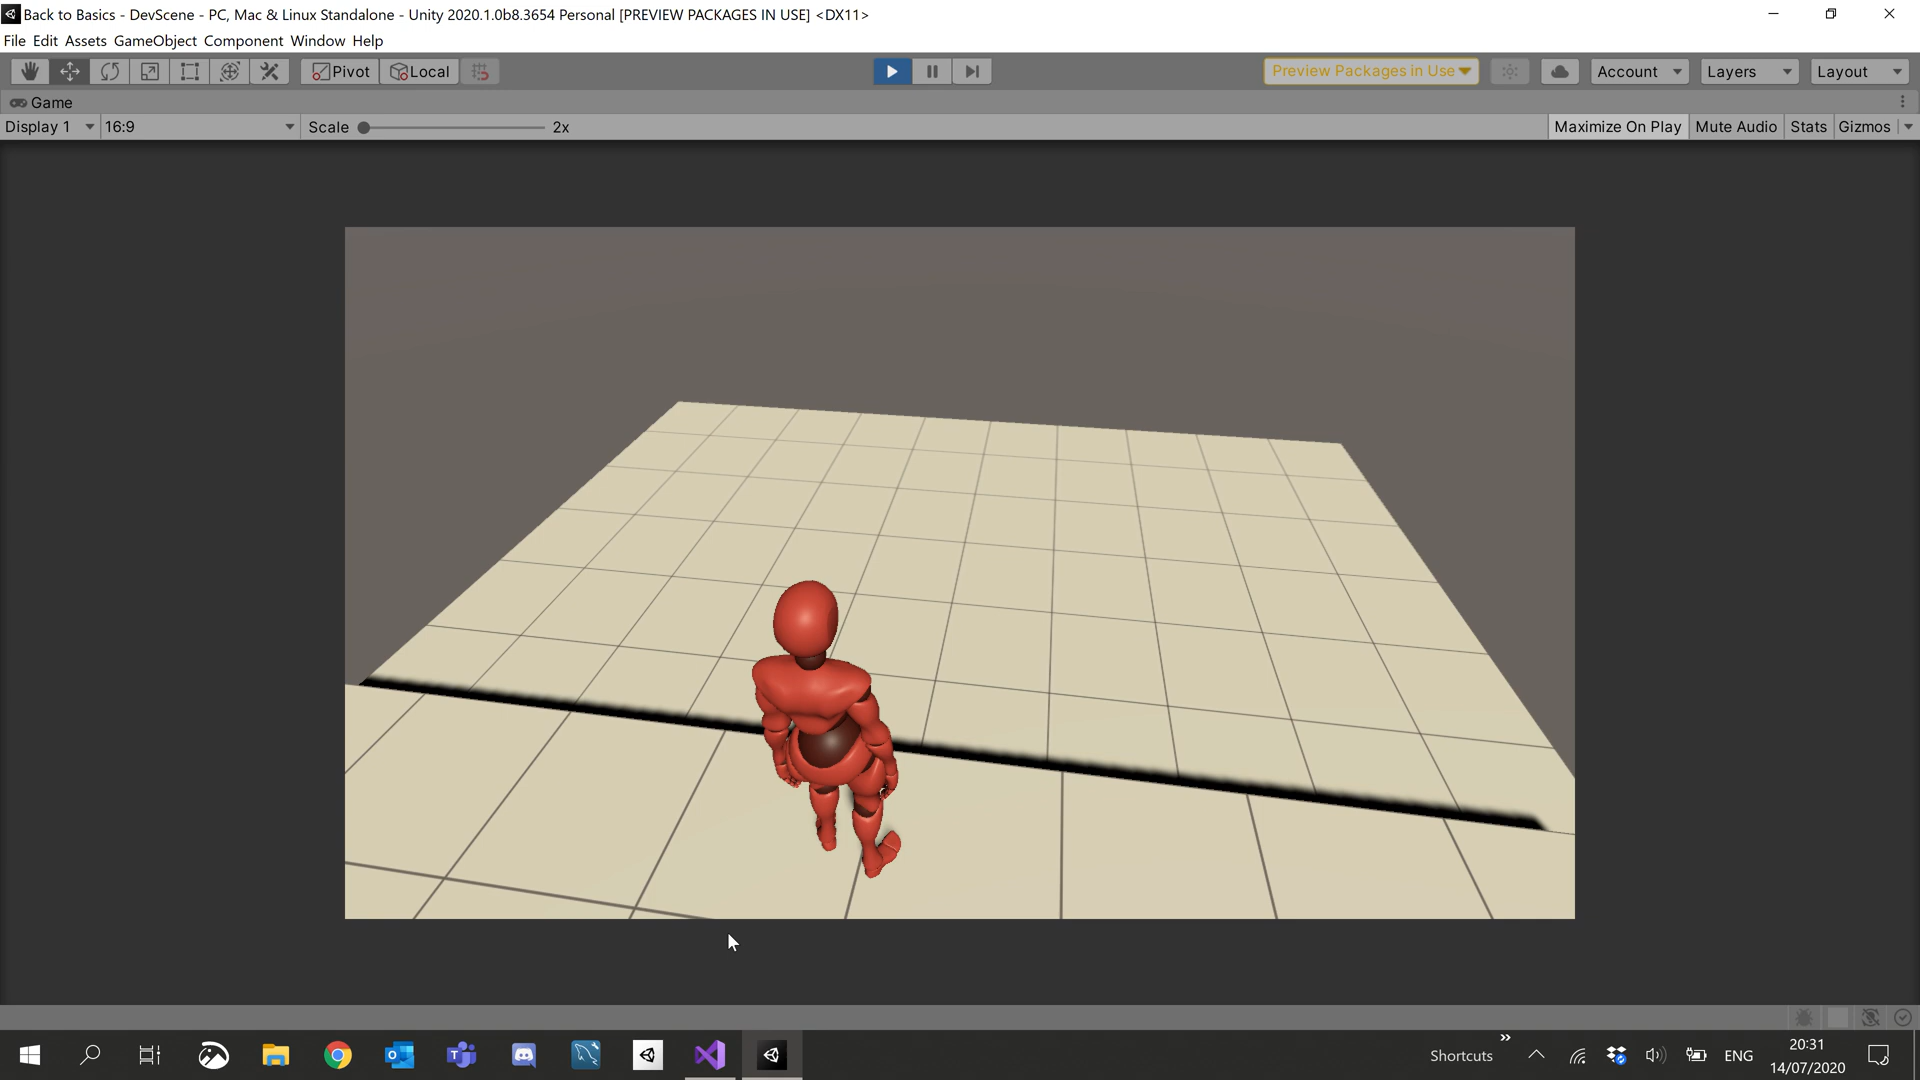 Back to Basics - DevScene - PC, Mac & Linux Standalone - Unity 2020.1.0b8.3654 Personal [PREVIEW PACKAGES IN USE] <DX11>
File Edit Assets GameObject Component Window Help
Pivot Local Preview Packages in Use Account Layers Layout
Game
Display 1 16:9 Scale 2x Maximize On Play Mute Audio Stats Gizmos
Shortcuts » ENG 20:31
14/07/2020